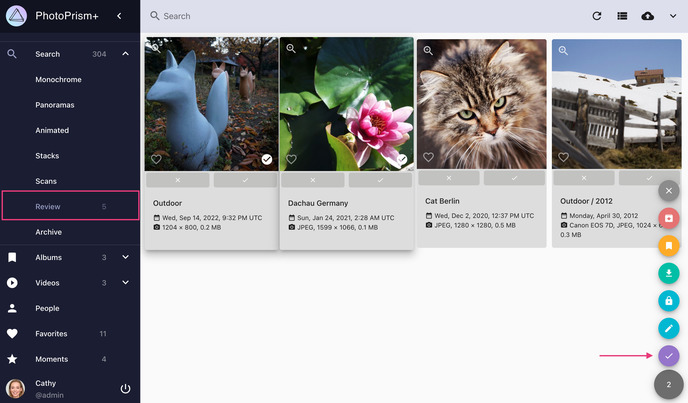 PhotoPrism+
Search
Search 304
Monochrome
Panoramas
Animated
Stacks
Scans
Review 5
Archive
Albums 3
Videos 3
People
Favorites 11
Moments 4
Cathy
@admin
Outdoor
Wed, Sep 14, 2022, 9:32 PM UTC
1204 × 800, 0.2 MB
Dachau Germany
Sun, Jan 24, 2021, 2:28 AM UTC
JPEG, 1599 × 1066, 0.1 MB
Cat Berlin
Wed, Dec 2, 2020, 12:37 PM UTC
JPEG, 1280 × 1280, 0.5 MB
Outdoor / 2012
Monday, April 30, 2012
Canon EOS 7D, JPEG, 1024 ×
0.3 MB
2